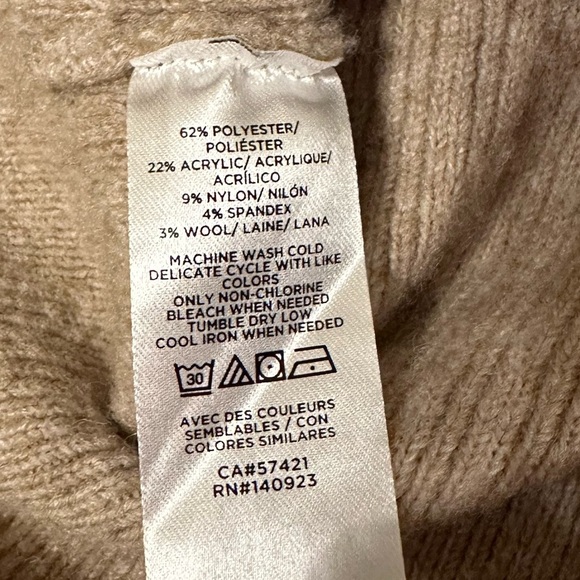 62% POLYESTER/
POLIÉSTER
22% ACRYLIC/ ACRYLIQUE/
ACRÍLICO
9% NYLON/ NILÓN
4% SPANDEX
3% WOOL/ LAINE/ LANA
MACHINE WASH COLD
DELICATE CYCLE WITH LIKE
COLORS
ONLY NON-CHLORINE
BLEACH WHEN NEEDED
TUMBLE DRY LOW
COOL IRON WHEN NEEDED
30
AVEC DES COULEURS
SEMBLABLES / CON
COLORES SIMILARES
CA#57421
RN#140923